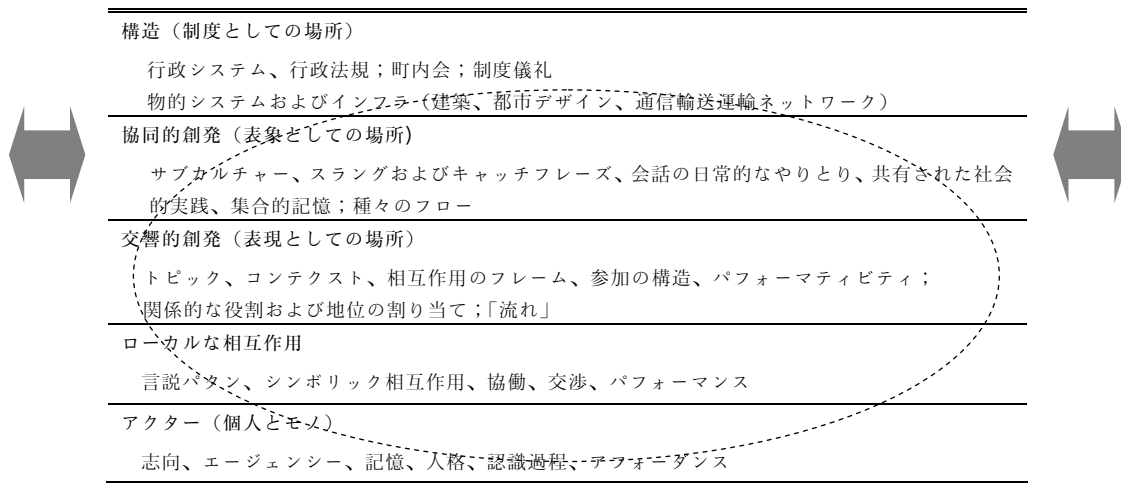 構造（制度としての場所）
行政システム、行政法規；町内会；制度儀礼
物的システムおよびインフラ（建築、都市デザイン、通信輸送運輸ネットワーク）
協同的創発（表象としての場所)
サブカルチャー、スラングおよびキャッチフレーズ、会話の日常的なやりとり、共有された社会
的実践、集合的記憶；種々のフロー
交響的創発（表現としての場所）
トピック、コンテクスト、相互作用のフレーム、参加の構造、パフォーマティビティ；
関係的な役割および地位の割り当て；「流れ」
ローカルな相互作用
言説パタン、シンボリック相互作用、協働、交渉、パフォーマンス
アクター（個人とモノ）
志向、エージェンシー、記憶、人格、認識過程、アフォーダンス